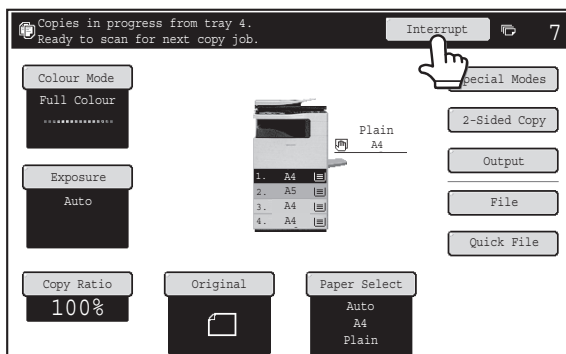 Copies in progress from tray 4.
Ready to scan for next copy job.
Interrupt
7
Colour Mode
Full Colour
Special Modes
2-Sided Copy
Plain
A4
Output
Exposure
Auto
1. A4
2. A5
3. A4
4. A4
File
Quick File
Copy Ratio
100%
Original
Paper Select
Auto
A4
Plain